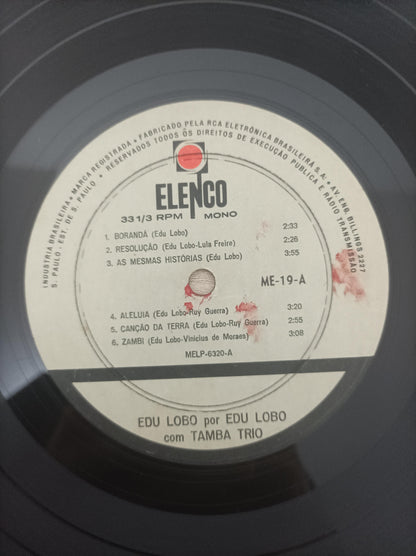 INDUSTRIA BRASILEIRA • MARCA REGISTRADA • FABRICADO PELA RCA ELETRÔNICA BRASILEIRA S.A. • AV. ENG. BILLINGS 2227
S. PAULO - EST. DE S. PAULO • RESERVADOS TODOS OS DIREITOS DE EXECUÇÃO PUBLICA E RÁDIO TRANSMISSÃO
ELENCO
33 1/3 RPM MONO
1. BORANDÁ (Edu Lobo) 2:33
2. RESOLUÇÃO (Edu Lobo-Lula Freire) 2:26
3. AS MESMAS HISTÓRIAS (Edu Lobo) 3:55
ME-19-A
4. ALELUIA (Edu Lobo-Ruy Guerra) 3:20
5. CANÇÃO DA TERRA (Edu Lobo-Ruy Guerra) 2:55
6. ZAMBI (Edu Lobo-Vinicius de Moraes) 3:08
MELP-6320-A
EDU LOBO por EDU LOBO
com TAMBA TRIO